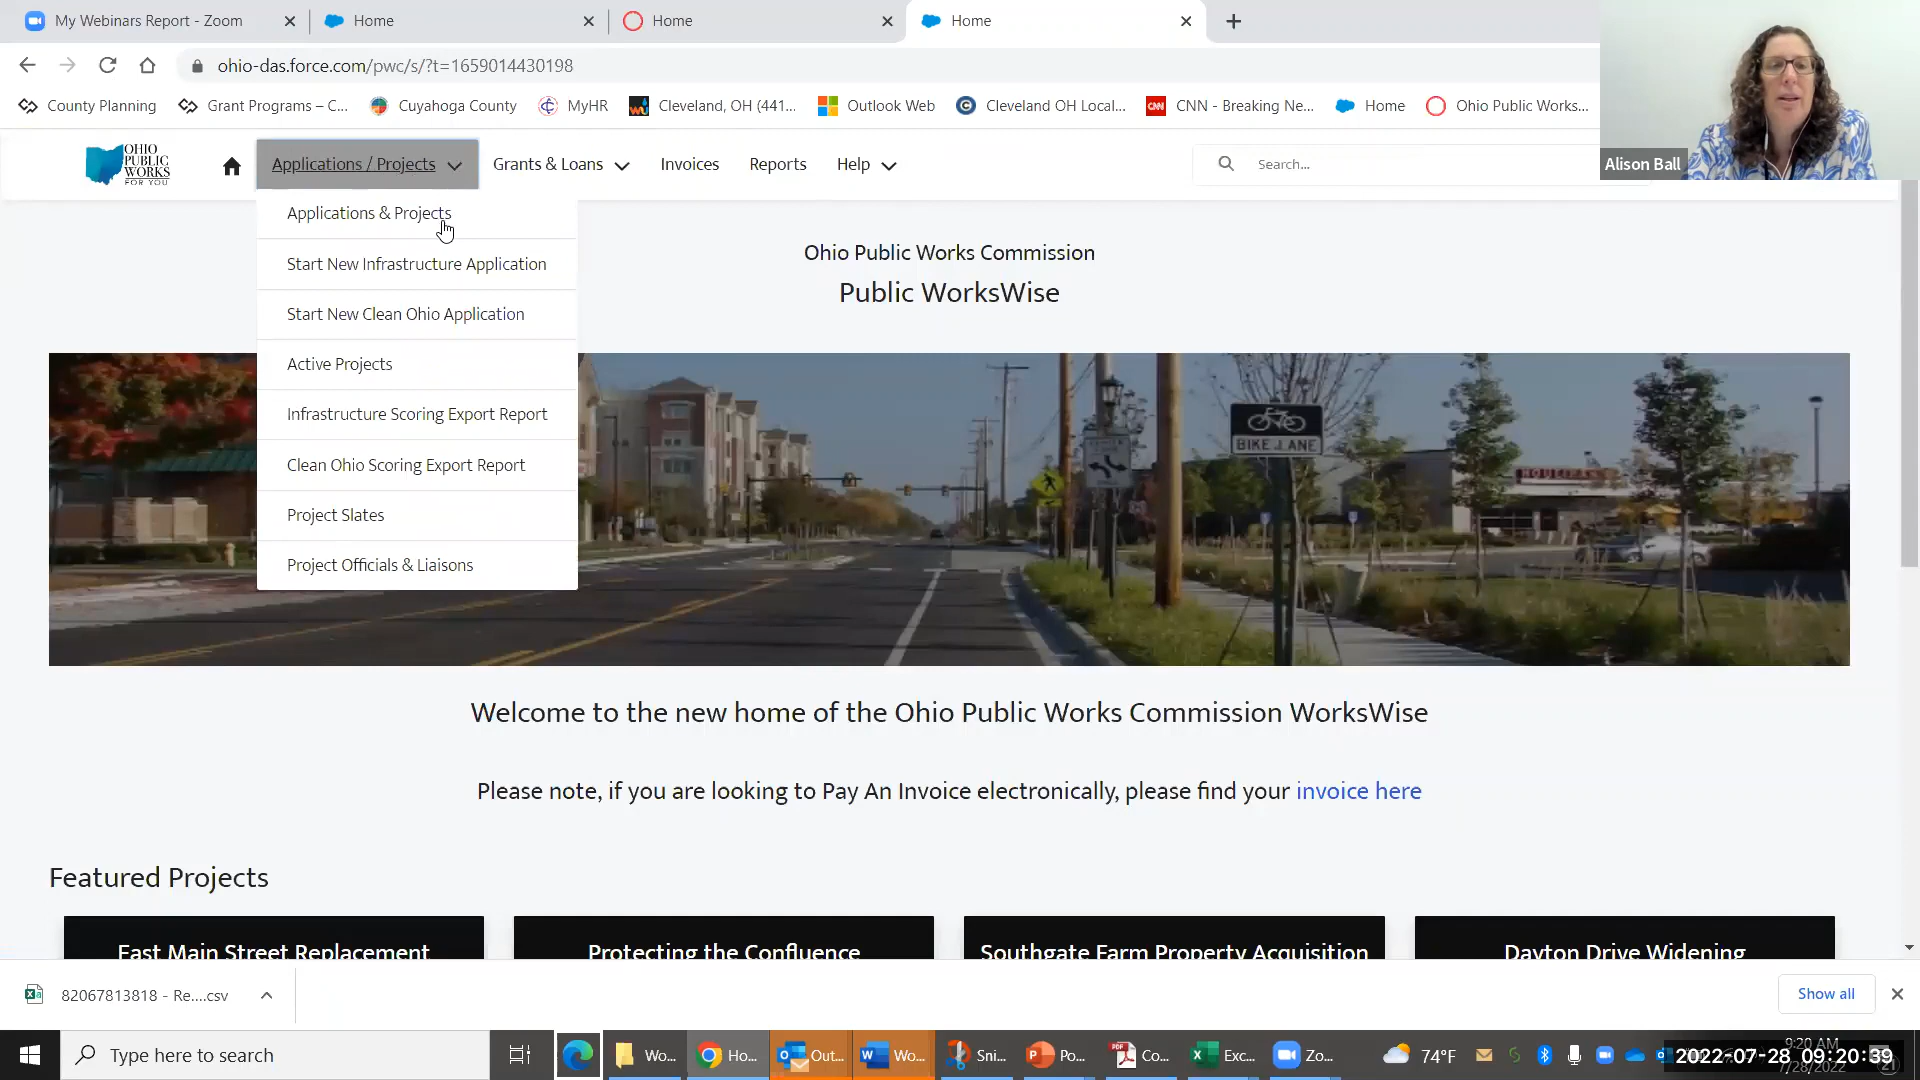 My Webinars Report - Zoom
Home
Home
Home
ohio-das.force.com/pwc/s/?t=1659014430198
County Planning
Grant Programs – C...
Cuyahoga County
MyHR
Cleveland, OH (441...
Outlook Web
Cleveland OH Local...
CNN
CNN - Breaking Ne...
Home
Ohio Public Works...
Alison Ball
OHIO
PUBLIC
WORKS
FOR YOU
Applications / Projects
Grants & Loans
Invoices
Reports
Help
Search...
Applications & Projects
Start New Infrastructure Application
Start New Clean Ohio Application
Active Projects
Infrastructure Scoring Export Report
Clean Ohio Scoring Export Report
Project Slates
Project Officials & Liaisons
Ohio Public Works Commission
Public WorksWise
BIKE LANE
Welcome to the new home of the Ohio Public Works Commission WorksWise
Please note, if you are looking to Pay An Invoice electronically, please find your invoice here
Featured Projects
East Main Street Replacement
Protecting the Confluence
Southgate Farm Property Acquisition
Dayton Drive Widening
82067813818 - Re....csv
Show all
Type here to search
Wo...
Ho...
Out...
Wo...
Sni...
Po...
Co...
Exc...
Zo...
74°F
9:20 AM
7/28/2022
2022-07-28 09:20:39